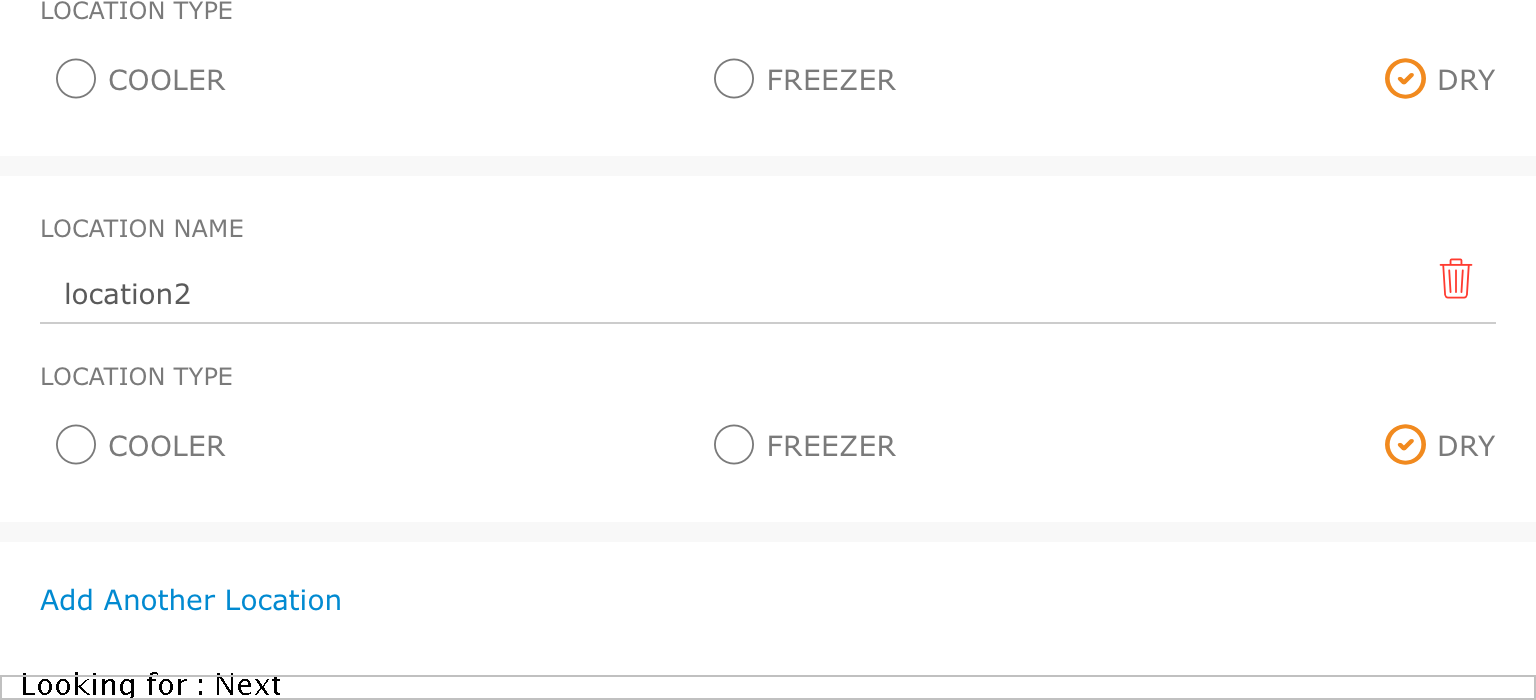 LOCATION TYPE
COOLER FREEZER DRY
LOCATION NAME
location2
LOCATION TYPE
COOLER FREEZER DRY
Add Another Location
Looking for : Next